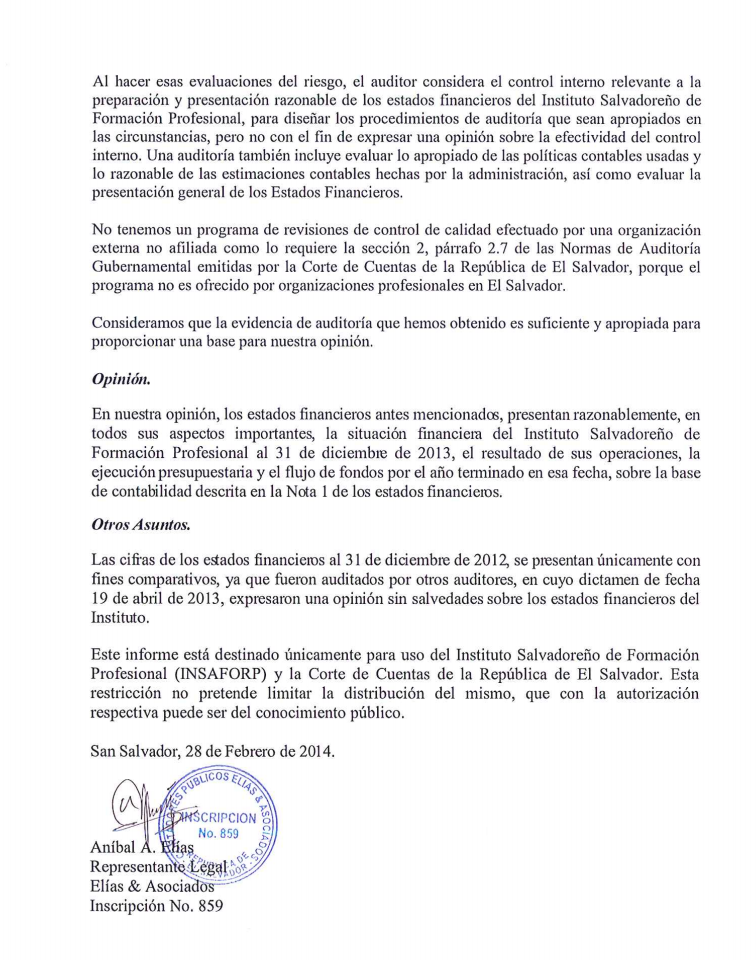 Al hacer esas evaluaciones del riesgo, el auditor considera el control interno relevante a la
preparación y presentación razonable de los estados financieros del Instituto Salvadoreño de
Formación Profesional, para diseñar los procedimientos de auditoría que sean apropiados en
las circunstancias, pero no con el fin de expresar una opinión sobre la efectividad del control
interno. Una auditoría también incluye evaluar lo apropiado de las políticas contables usadas y
lo razonable de las estimaciones contables hechas por la administración, así como evaluar la
presentación general de los Estados Financieros.
No tenemos un programa de revisiones de control de calidad efectuado por una organización
externa no afiliada como lo requiere la sección 2, párrafo 2.7 de las Normas de Auditoría
Gubernamental emitidas por la Corte de Cuentas de la República de El Salvador, porque el
programa no es ofrecido por organizaciones profesionales en El Salvador.
Consideramos que la evidencia de auditoría que hemos obtenido es suficiente y apropiada para
proporcionar una base para nuestra opinión.
Opinión.
En nuestra opinión, los estados financieros antes mencionados, presentan razonablemente, en
todos sus aspectos importantes, la situación financiera del Instituto Salvadoreño de
Formación Profesional al 31 de diciembre de 2013, el resultado de sus operaciones, la
ejecución presupuestaria y el flujo de fondos por el año terminado en esa fecha, sobre la base
de contabilidad descrita en la Nota 1 de los estados financieros.
Otros Asuntos.
Las cifras de los estados financieros al 31 de diciembre de 2012, se presentan únicamente con
fines comparativos, ya que fueron auditados por otros auditores, en cuyo dictamen de fecha
19 de abril de 2013, expresaron una opinión sin salvedades sobre los estados financieros del
Instituto.
Este informe está destinado únicamente para uso del Instituto Salvadoreño de Formación
Profesional (INSAFORP) y la Corte de Cuentas de la República de El Salvador. Esta
restricción no pretende limitar la distribución del mismo, que con la autorización
respectiva puede ser del conocimiento público.
San Salvador, 28 de Febrero de 2014.
PUBLICOS ELIAS & ASOCIADOS
INSCRIPCION
No. 859
REPUBLICA DE
SALVADOR
Aníbal A. Elías
Representante Legal
Elías & Asociados
Inscripción No. 859